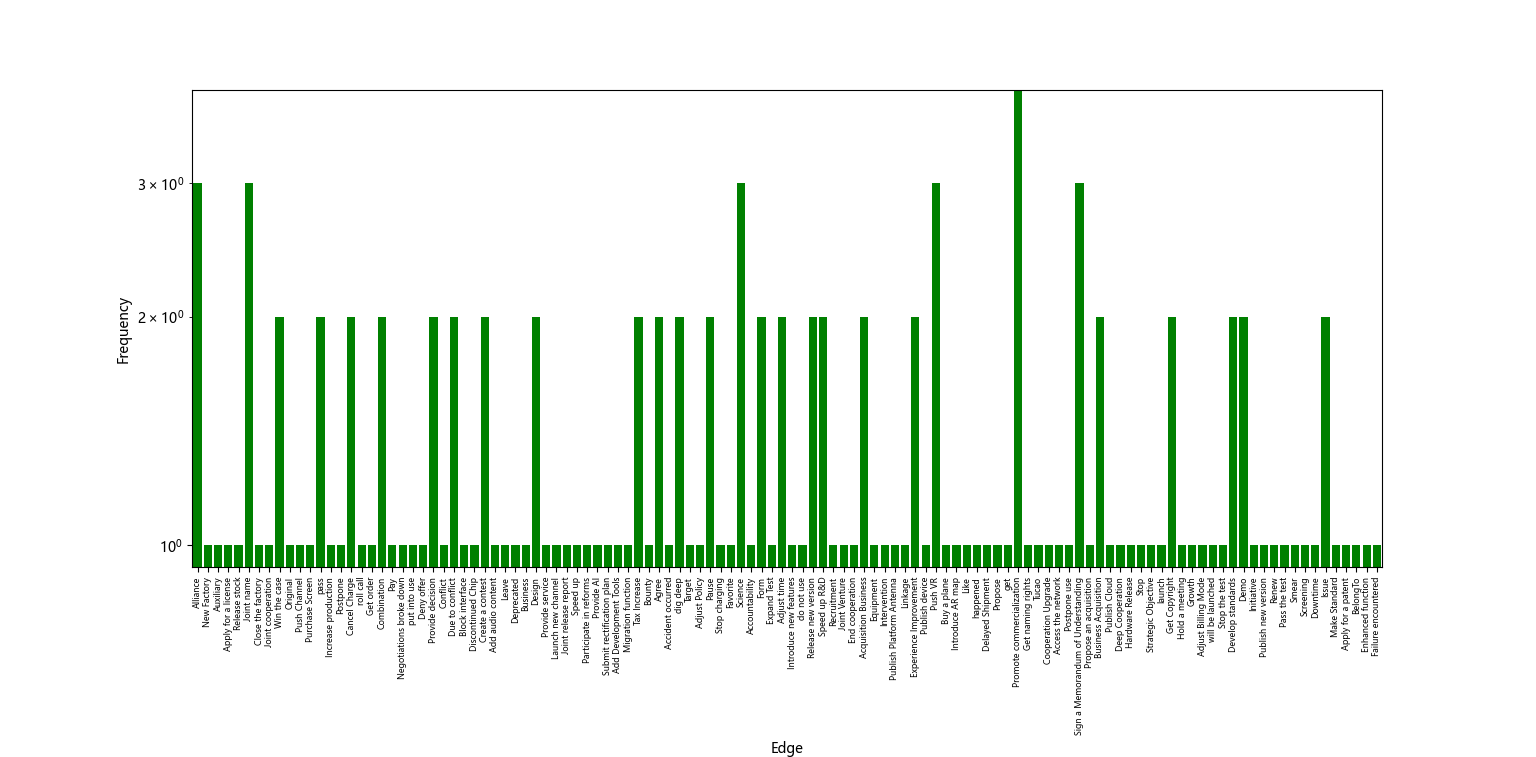 Frequency
3 × 10⁰
2 × 10⁰
10⁰
Alliance
New Factory
Auxiliary
Apply for a license
Release stock
Joint name
Close the factory
Joint cooperation
Win the case
Original
Push Channel
Purchase Screen
pass
Increase production
Postpone
Cancel Charge
roll call
Get order
Combination
Pay
Negotiations broke down
put into use
Deny offer
Provide decision
Conflict
Due to conflict
Block interface
Discontinued Chip
Create a contest
Add audio content
Leave
Deprecated
Business
Design
Provide service
Launch new channel
Joint release report
Speed up
Participate in reforms
Provide AI
Submit rectification plan
Add Development Tools
Migration function
Tax Increase
Bounty
Agree
Accident occurred
dig deep
Target
Adjust Policy
Pause
Stop charging
Favorite
Science
Accountability
Form
Expand Test
Adjust time
Introduce new features
do not use
Release new version
Speed up R&D
Recruitment
Joint Venture
End cooperation
Acquisition Business
Equipment
Intervention
Publish Platform Antenna
Linkage
Experience Improvement
Publish device
Push VR
Buy a plane
Introduce AR map
Like
happened
Delayed Shipment
Propose
get
Promote commercialization
Get naming rights
Tucao
Cooperation Upgrade
Access the network
Postpone use
Sign a Memorandum of Understanding
Propose an acquisition
Business Acquisition
Publish Cloud
Deep Cooperation
Hardware Release
Stop
Strategic Objective
launch
Get Copyright
Hold a meeting
Growth
Adjust Billing Mode
will be launched
Stop the test
Develop standards
Demo
Initiative
Publish new version
Renew
Pass the test
Smear
Screening
Downtime
Issue
Make Standard
Apply for a patent
BelongTo
Enhanced function
Failure encountered
Edge